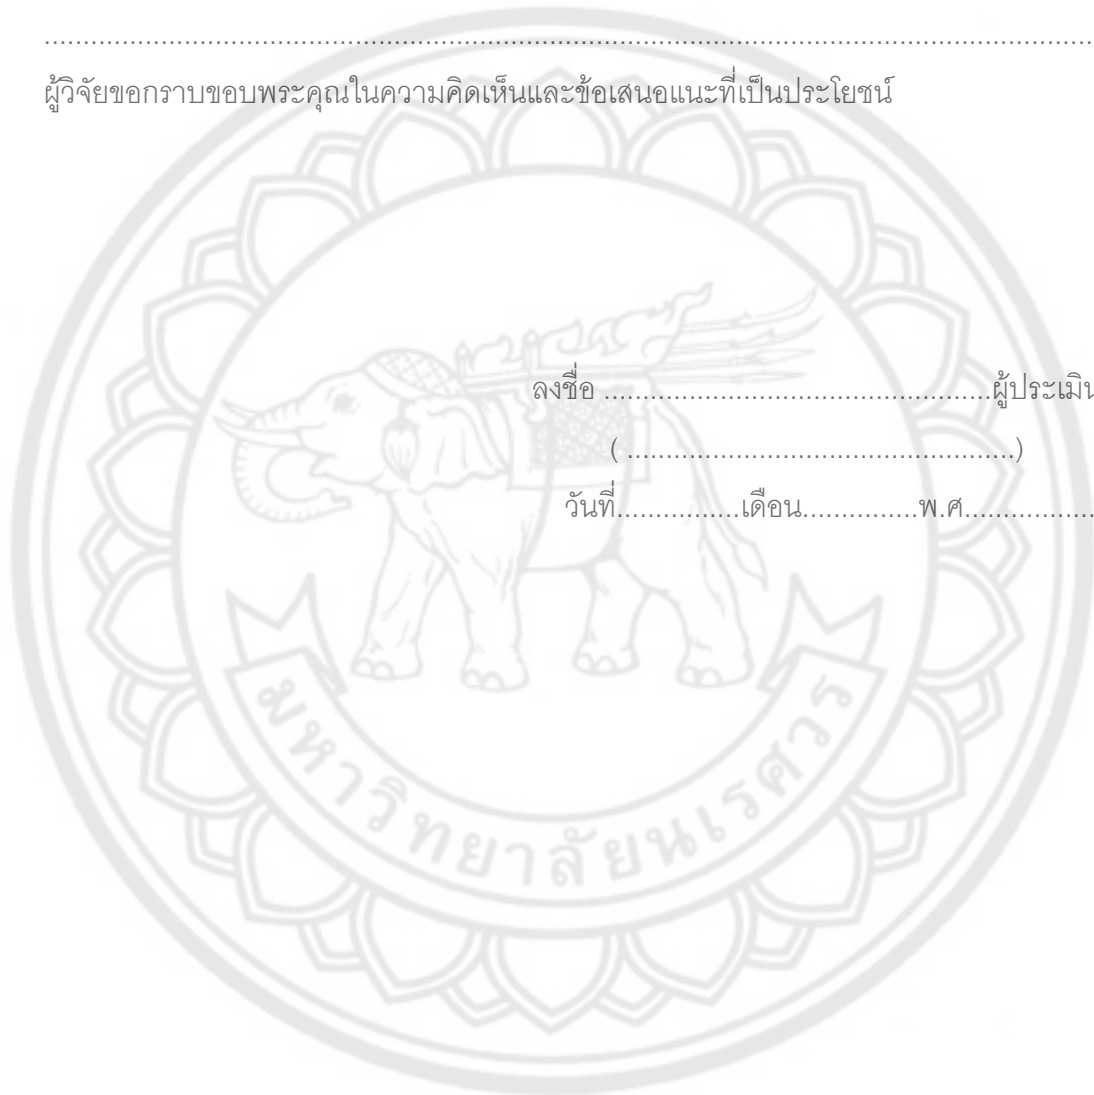 ................................................................................................................................................
ผู้วิจัยขอกราบขอบพระคุณในความคิดเห็นและข้อเสนอแนะที่เป็นประโยชน์
ลงชื่อ ..................................................ผู้ประเมิน
( ..................................................)
วันที่................เดือน...............พ.ศ.................
มหาวิทยาลัยนเรศวร